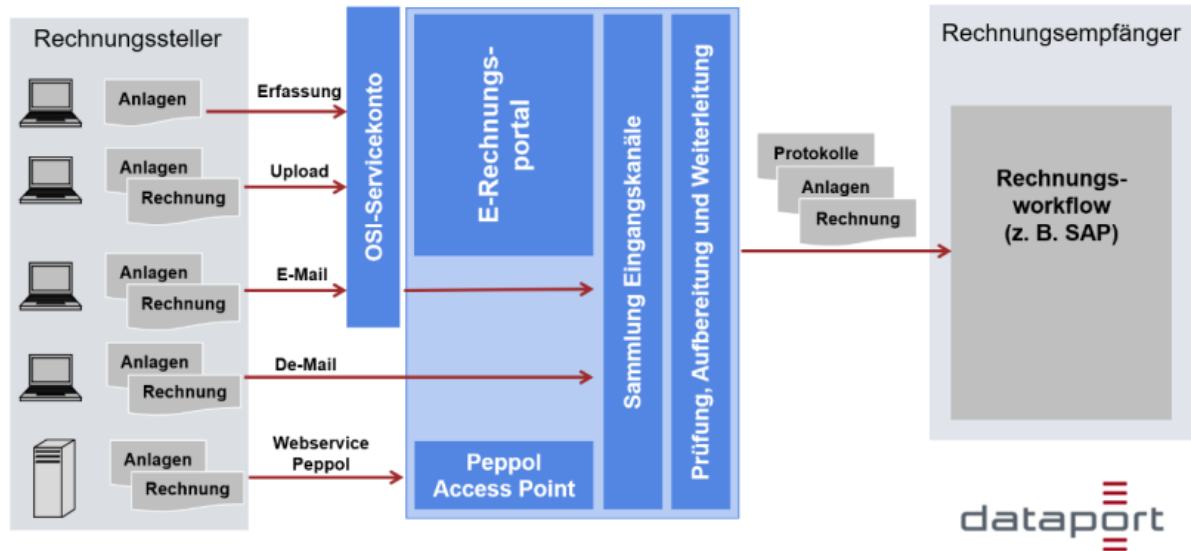 Rechnungssteller
Anlagen
Erfassung
Anlagen
Rechnung
Upload
Anlagen
Rechnung
E-Mail
Anlagen
Rechnung
De-Mail
Anlagen
Rechnung
Webservice
Peppol
OSI-Servicekonto
E-Rechnungs-
portal
Peppol
Access Point
Sammlung Eingangskanäle
Prüfung, Aufbereitung und Weiterleitung
Protokolle
Anlagen
Rechnung
Rechnungsempfänger
Rechnungs-
workflow
(z. B. SAP)
dataport